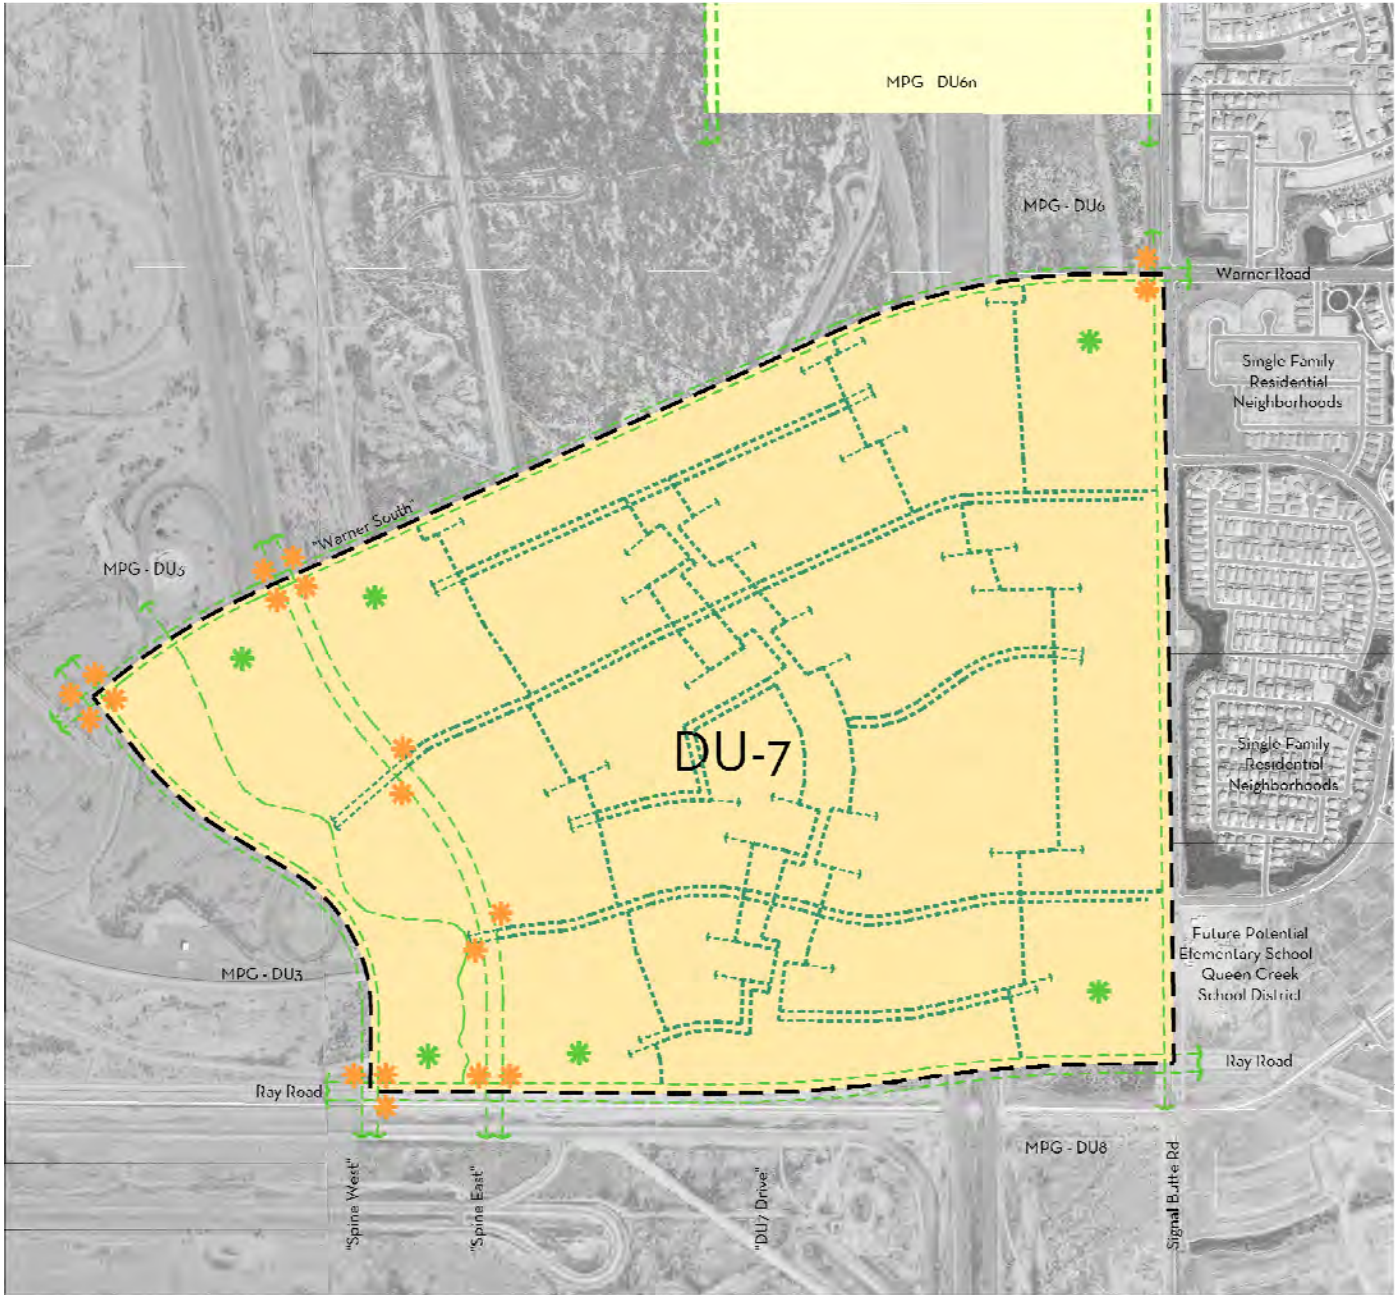 MPG - DU6n
MPG - DU6
Warner Road
Single Family
Residential
Neighborhoods
"Warner South"
MPG - DU5
DU-7
Single Family
Residential
Neighborhoods
Future Potential
Elementary School
Queen Creek
School District
MPG - DU3
Ray Road
Ray Road
MPG - DU8
"Spine West"
"Spine East"
"DU7 Drive"
Signal Butte Rd